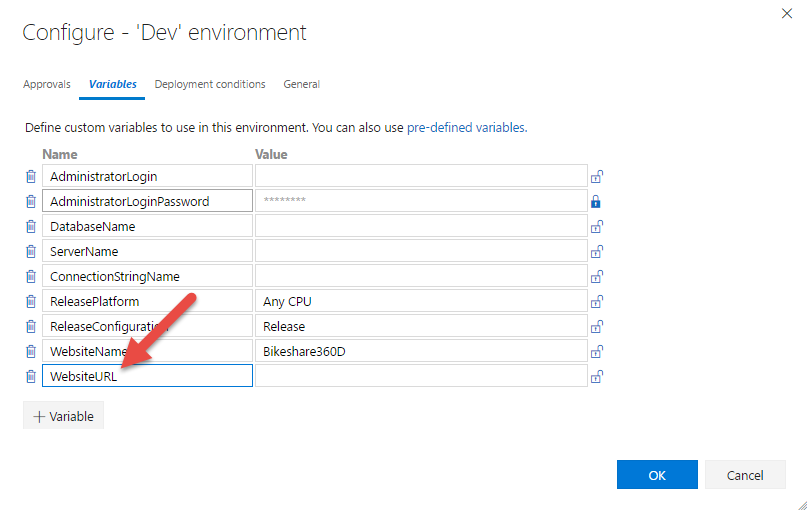 Configure - 'Dev' environment
Approvals Variables Deployment conditions General
Define custom variables to use in this environment. You can also use pre-defined variables.
Name Value
AdministratorLogin
AdministratorLoginPassword ********
DatabaseName
ServerName
ConnectionStringName
ReleasePlatform Any CPU
ReleaseConfiguration Release
WebsiteName Bikeshare360D
WebsiteURL
+ Variable
OK Cancel